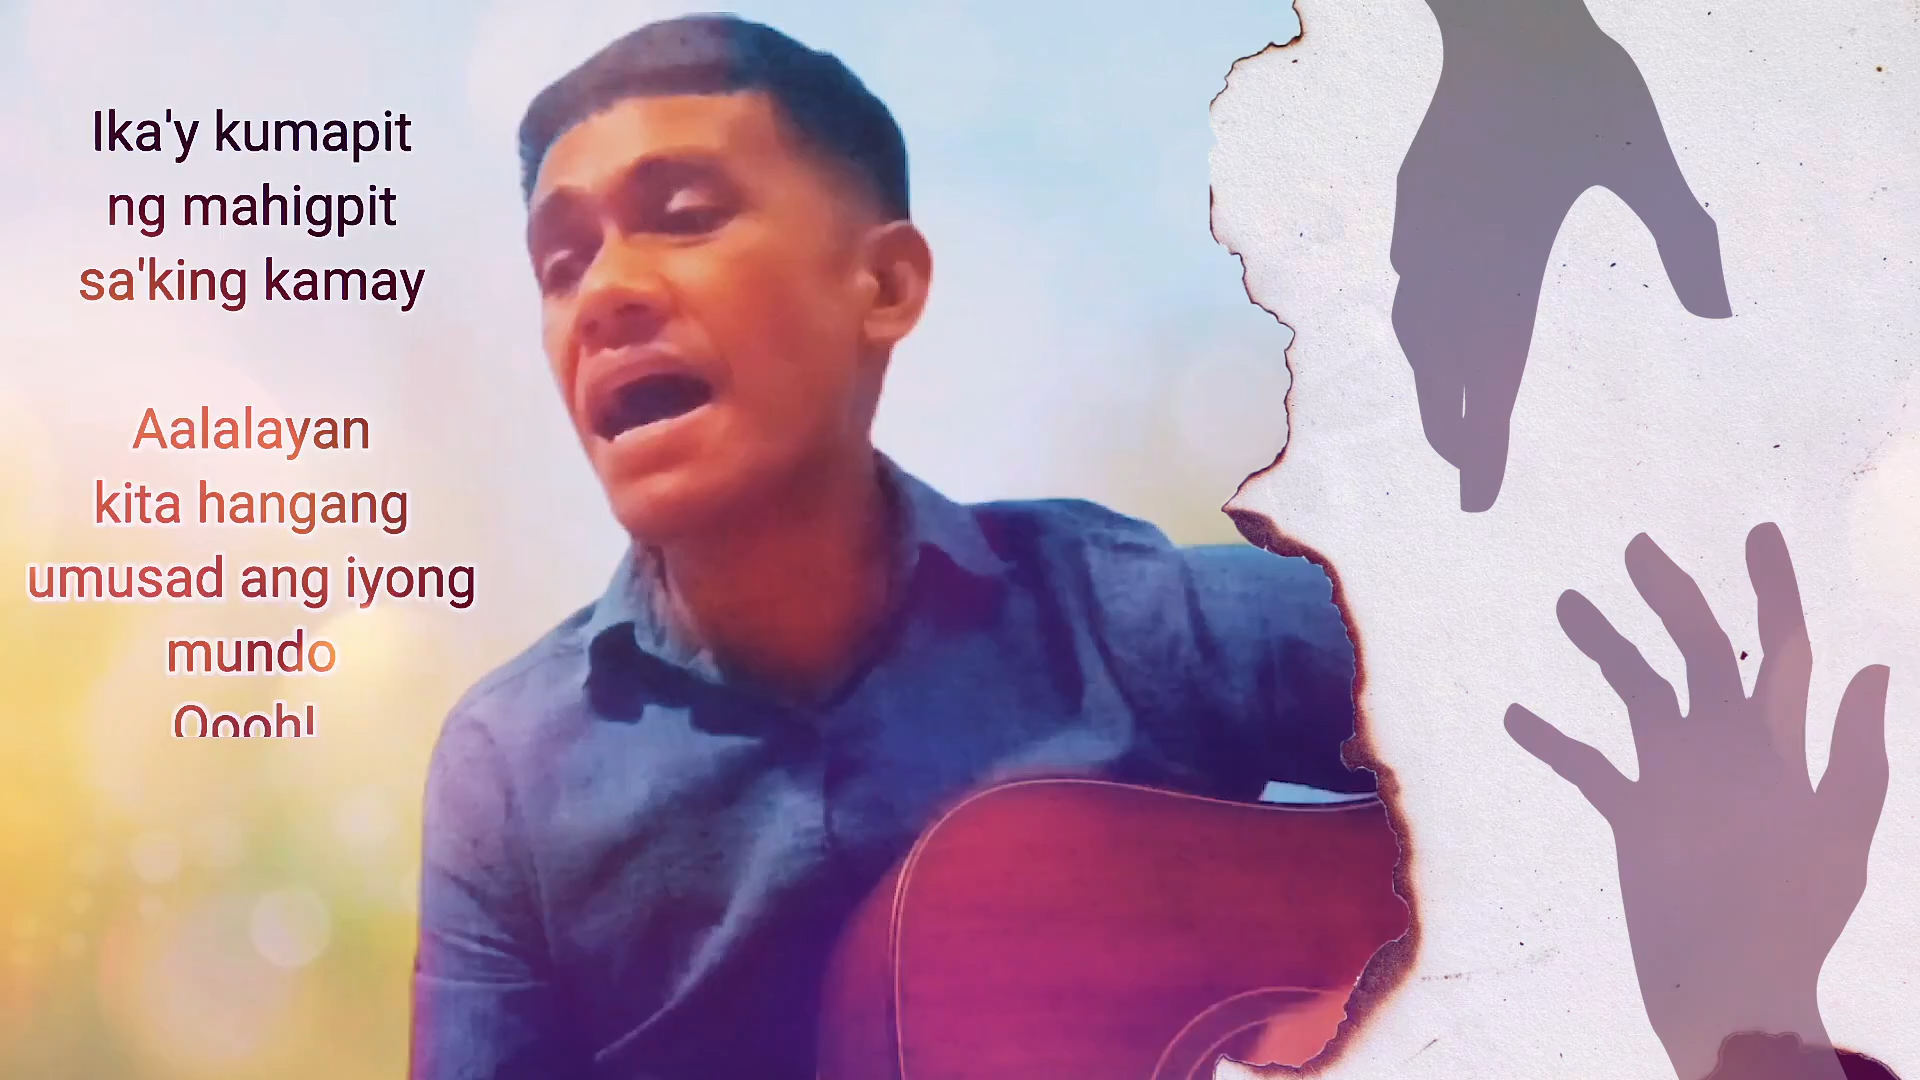 Ika'y kumapit
ng mahigpit
sa'king kamay
Aalalayan
kita hangang
umusad ang iyong
mundo
Oooh!